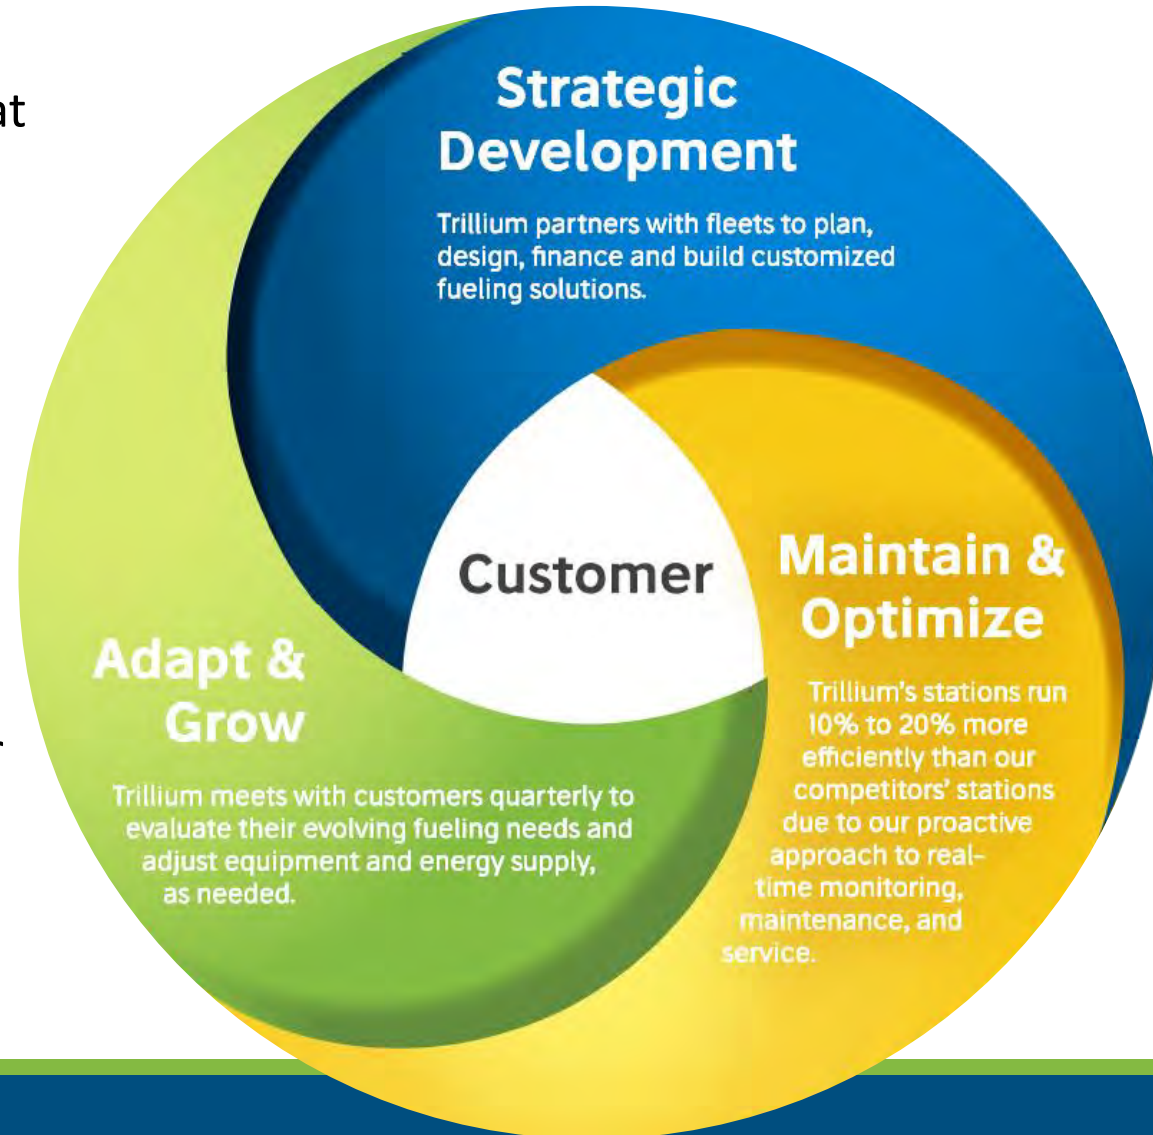 at
Strategic
Development
Trillium partners with fleets to plan,
design, finance and build customized
fueling solutions.
Customer
Maintain &
Optimize
Trillium's stations run
10% to 20% more
efficiently than our
competitors' stations
due to our proactive
approach to real-
time monitoring,
maintenance, and
service.
Adapt &
Grow
Trillium meets with customers quarterly to
evaluate their evolving fueling needs and
adjust equipment and energy supply,
as needed.